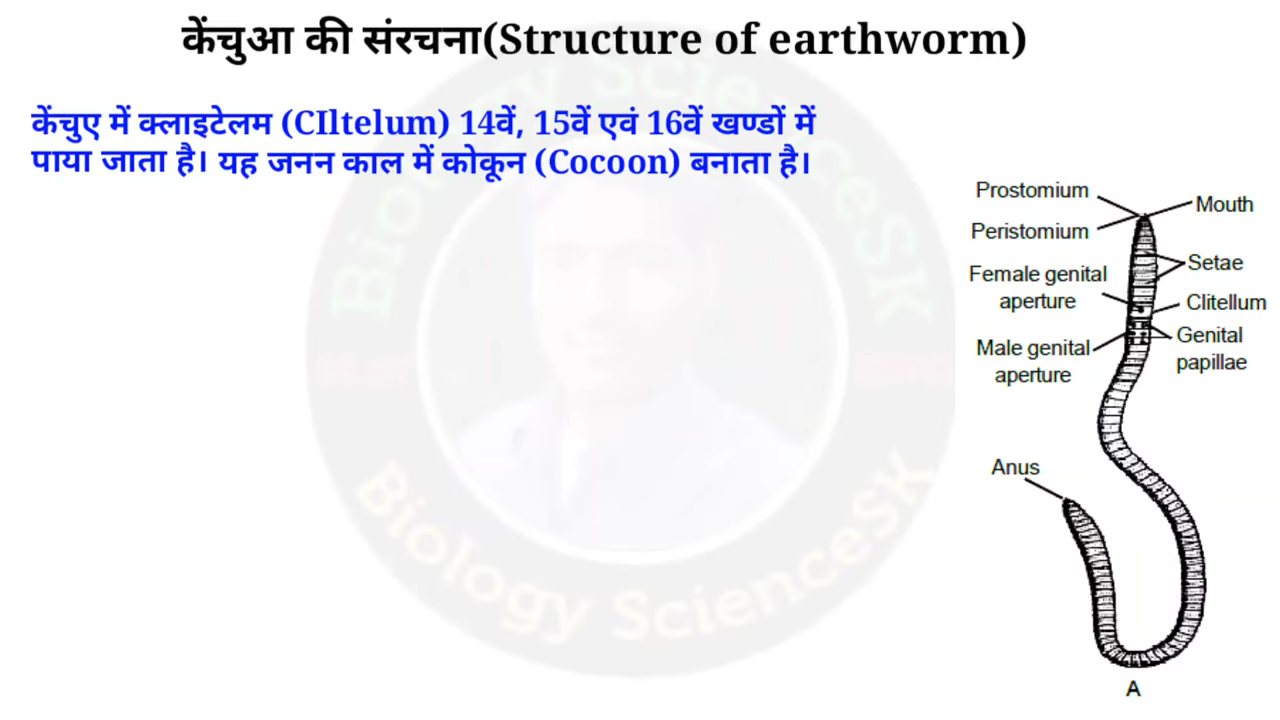 केंचुआ की संरचना(Structure of earthworm)
केंचुए में क्लाइटेलम (CIltelum) 14वें, 15वें एवं 16वें खण्डों में
पाया जाता है। यह जनन काल में कोकून (Cocoon) बनाता है।
Prostomium
Mouth
Peristomium
Setae
Female genital
aperture
Clitellum
Genital
papillae
Male genital
aperture
Anus
A
Biology ScienceSK
Biology ScienceSK